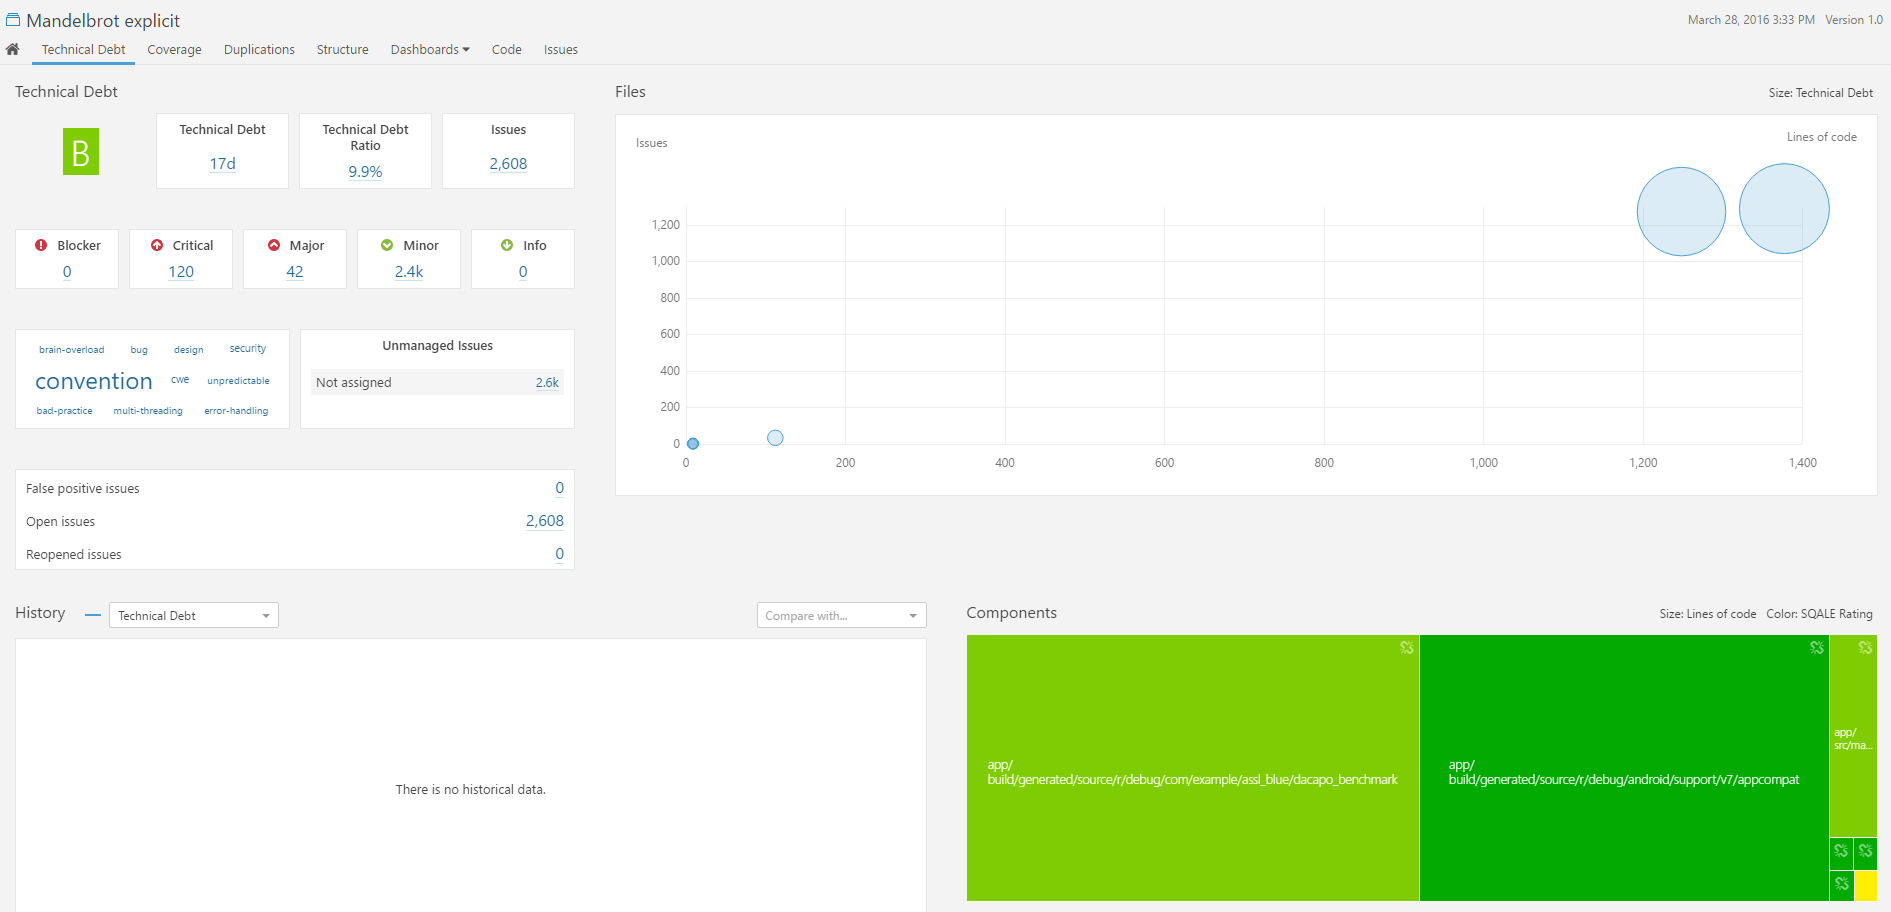 Mandelbrot explicit
March 28, 2016 3:33 PM Version 1.0
Technical Debt Coverage Duplications Structure Dashboards Code Issues
Technical Debt
B
Technical Debt
17d
Technical Debt
Ratio
9.9%
Issues
2,608
Blocker
0
Critical
120
Major
42
Minor
2.4k
Info
0
brain-overload bug design security
convention cwe unpredictable
bad-practice multi-threading error-handling
Unmanaged Issues
Not assigned 2.6k
False positive issues 0
Open issues 2,608
Reopened issues 0
Files
Size: Technical Debt
Issues
Lines of code
1,200
1,000
800
600
400
200
0
0 200 400 600 800 1,000 1,200 1,400
History
Technical Debt
Compare with...
There is no historical data.
Components
Size: Lines of code Color: SQALE Rating
app/
build/generated/source/r/debug/com/example/assl_blue/dacapo_benchmark
app/
build/generated/source/r/debug/android/support/v7/appcompat
app/
src/ma...